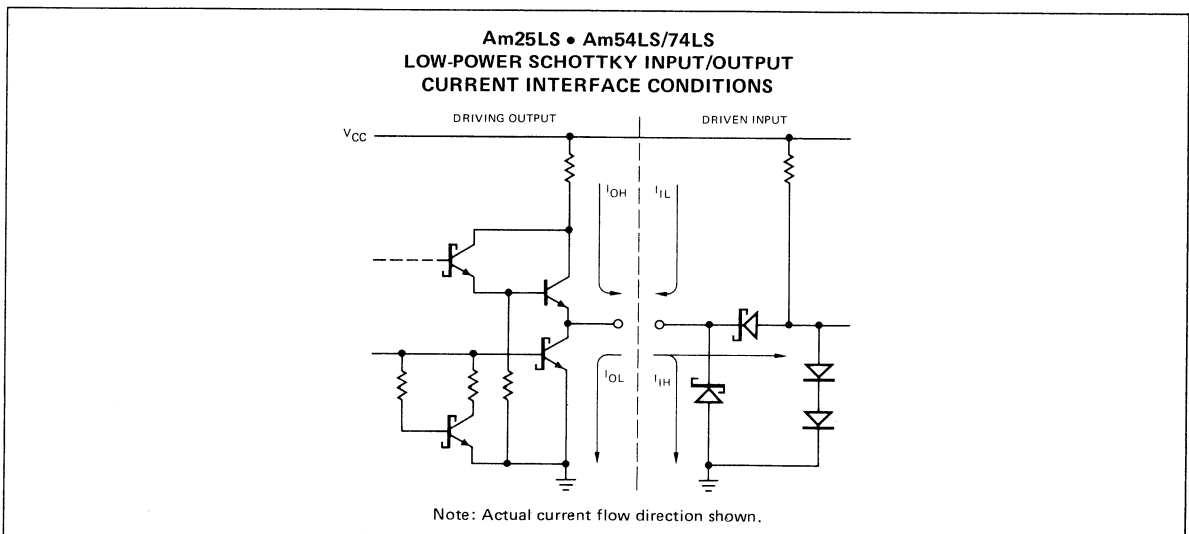 Am25LS • Am54LS/74LS
LOW-POWER SCHOTTKY INPUT/OUTPUT
CURRENT INTERFACE CONDITIONS
DRIVING OUTPUT
DRIVEN INPUT
VCC
IOH
IIL
IOL
IIH
Note: Actual current flow direction shown.